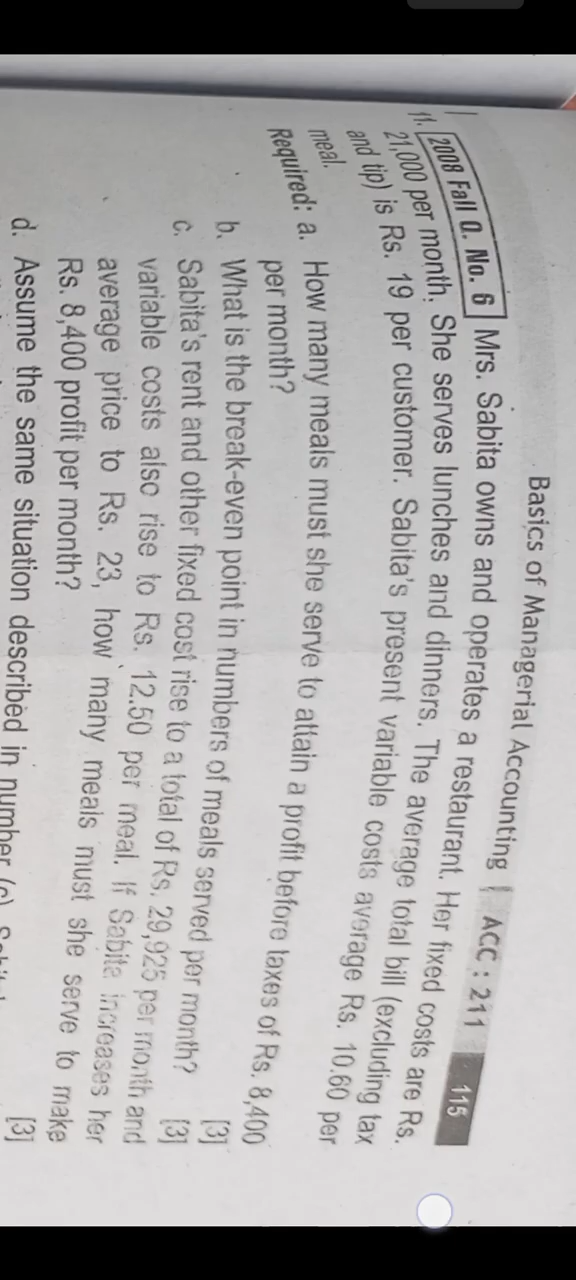 Basics of Managerial Accounting | ACC : 211 115
11. 2008 Fall Q. No. 6 Mrs. Sabita owns and operates a restaurant. Her fixed costs are Rs.
21,000 per month. She serves lunches and dinners. The average total bill (excluding tax
and tip) is Rs. 19 per customer. Sabita's present variable costs average Rs. 10.60 per
meal.
Required: a. How many meals must she serve to attain a profit before taxes of Rs. 8,400
per month? [3]
b. What is the break-even point in numbers of meals served per month? [3]
c. Sabita's rent and other fixed cost rise to a total of Rs. 29,925 per month and
variable costs also rise to Rs. 12.50 per meal. If Sabita increases her
average price to Rs. 23, how many meals must she serve to make
Rs. 8,400 profit per month? [3]
d. Assume the same situation described in number (c)